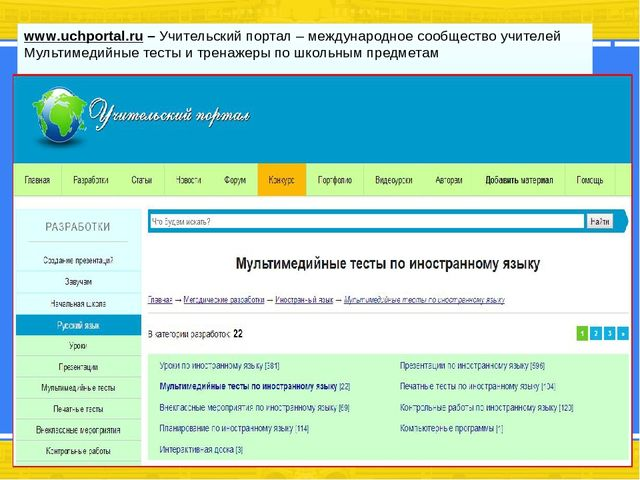 www.uchportal.ru – Учительский портал – международное сообщество учителей
Мультимедийные тесты и тренажеры по школьным предметам
Учительский портал
Главная Разработки Статьи Новости Форум Конкурс Портфолио Видеоуроки Авторам Добавить материал Помощь
РАЗРАБОТКИ
Создание презентаций
Завучам
Начальная школа
Русский язык
Уроки
Презентации
Мультимедийные тесты
Печатные тесты
Внеклассные мероприятия
Контрольные работы
Что будем искать? Найти
Мультимедийные тесты по иностранному языку
Главная → Методические разработки → Иностранный язык → Мультимедийные тесты по иностранному языку
В категории разработок: 22
1 2 3 »
Уроки по иностранному языку [381]
Мультимедийные тесты по иностранному языку [22]
Внеклассные мероприятия по иностранному языку [69]
Планирование по иностранному языку [114]
Интерактивная доска [3]
Презентации по иностранному языку [596]
Печатные тесты по иностранному языку [104]
Контрольные работы по иностранному языку [120]
Компьютерные программы [1]